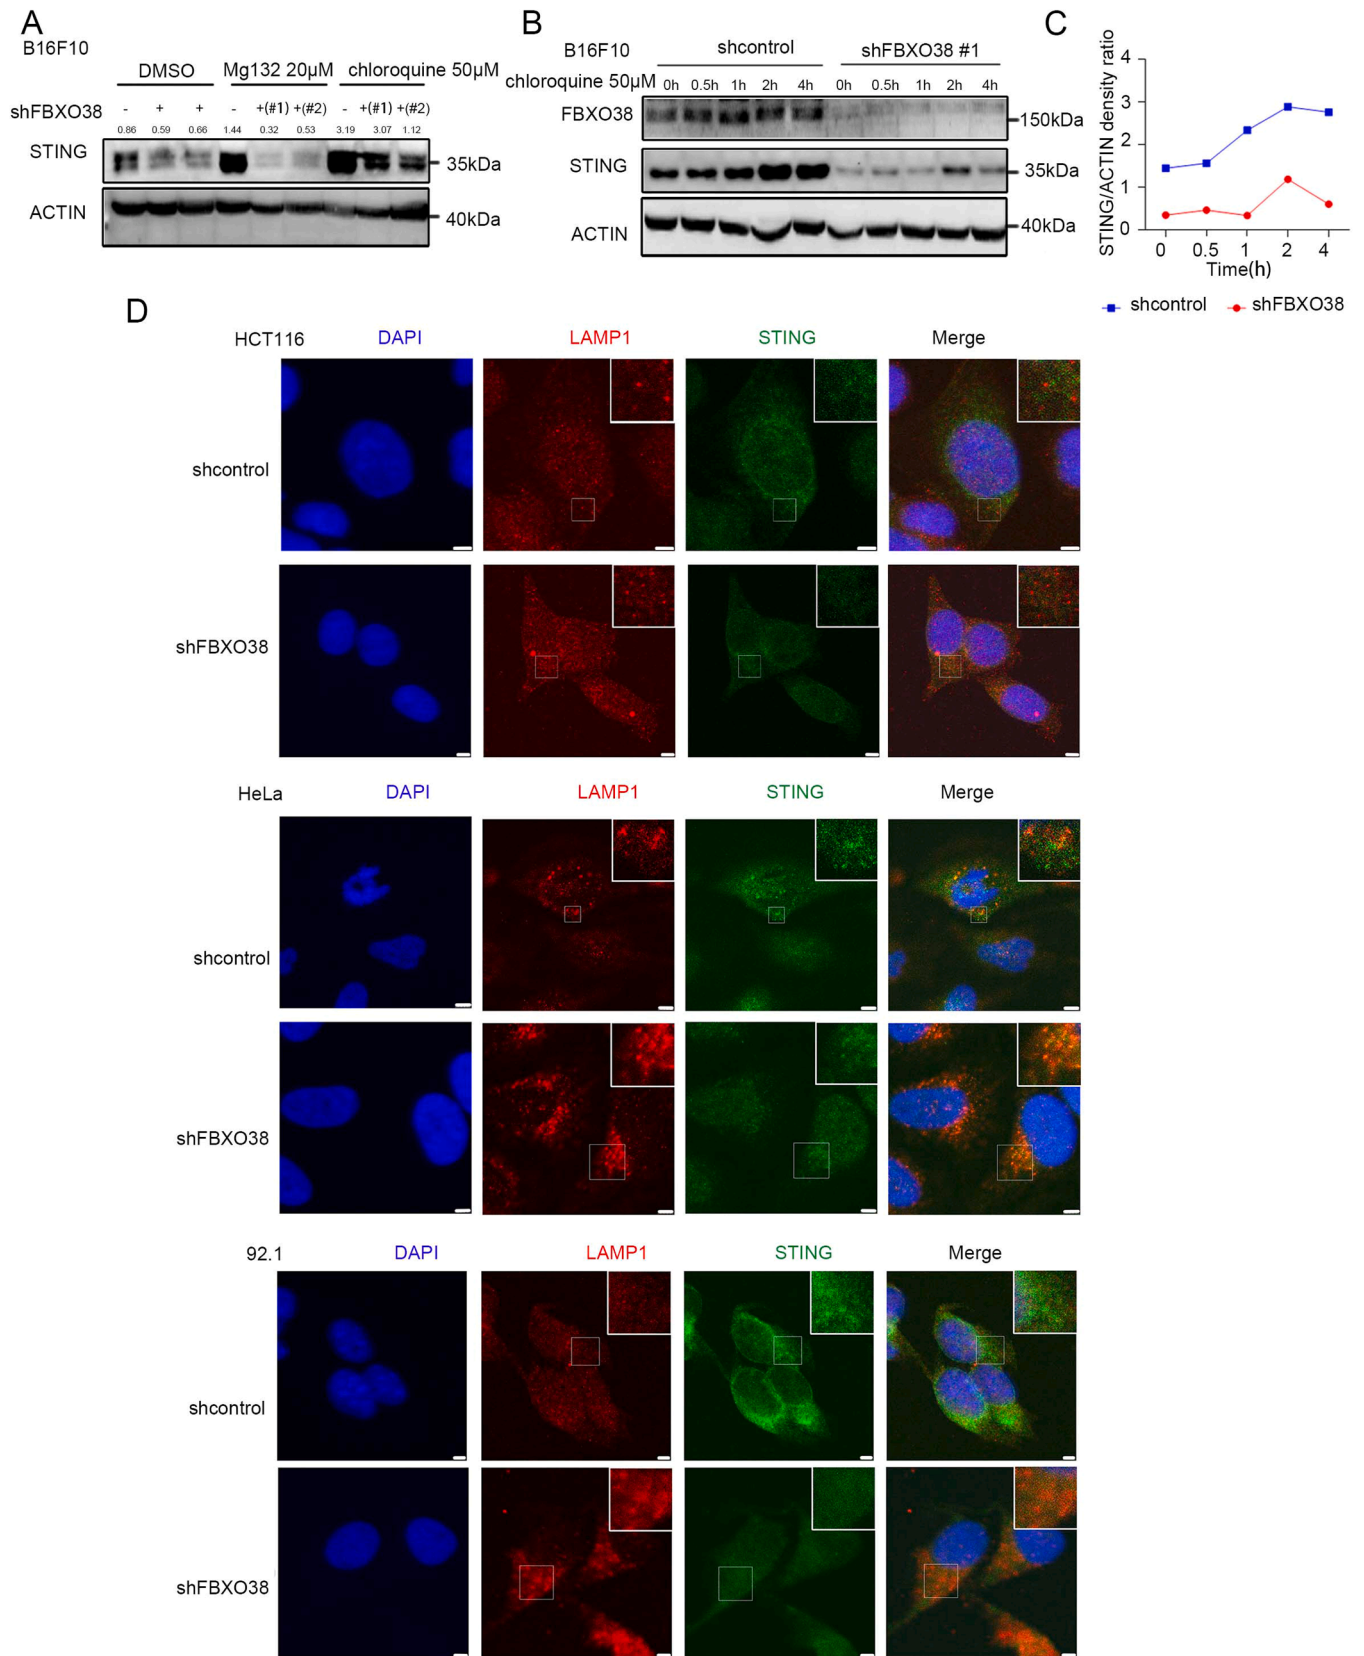 A
B16F10
DMSO Mg132 20μM chloroquine 50μM
shFBXO38 - + + - +(#1) +(#2) - +(#1) +(#2)
0.86 0.59 0.66 1.44 0.32 0.53 3.19 3.07 1.12
STING 35kDa
ACTIN 40kDa
B
B16F10 shcontrol shFBXO38 #1
chloroquine 50μM 0h 0.5h 1h 2h 4h 0h 0.5h 1h 2h 4h
FBXO38 150kDa
STING 35kDa
ACTIN 40kDa
C
STING/ACTIN density ratio
4
3
2
1
0
0 0.5 1 2 4
Time(h)
shcontrol shFBXO38
D
HCT116 DAPI LAMP1 STING Merge
shcontrol
shFBXO38
HeLa DAPI LAMP1 STING Merge
shcontrol
shFBXO38
92.1 DAPI LAMP1 STING Merge
shcontrol
shFBXO38